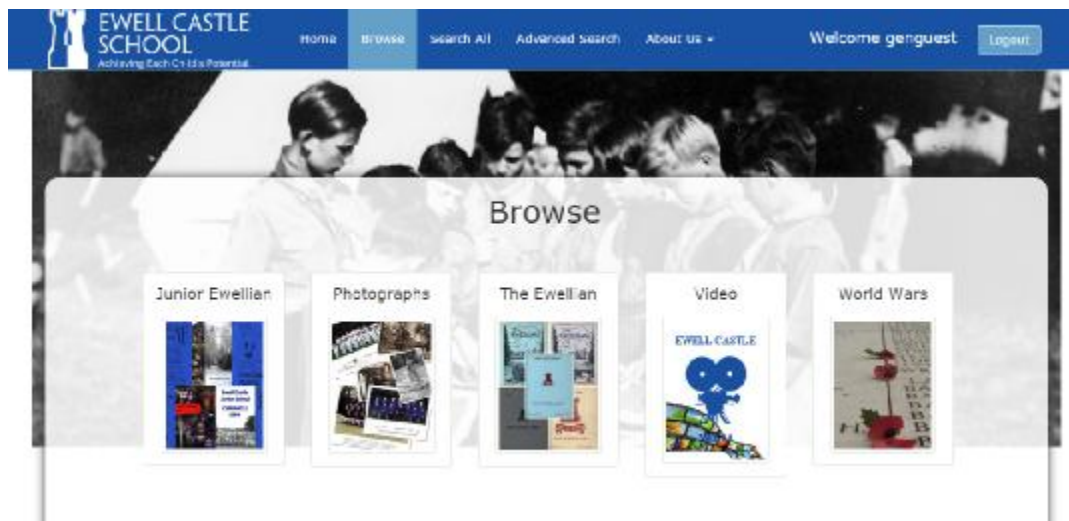 EWELL CASTLE
SCHOOL
Achieving Each Child's Potential
Home Browse Search All Advanced Search About Us
Welcome genguest
Logout
Browse
Junior Ewellian
Photographs
The Ewellian
Video
World Wars
EWELL CASTLE